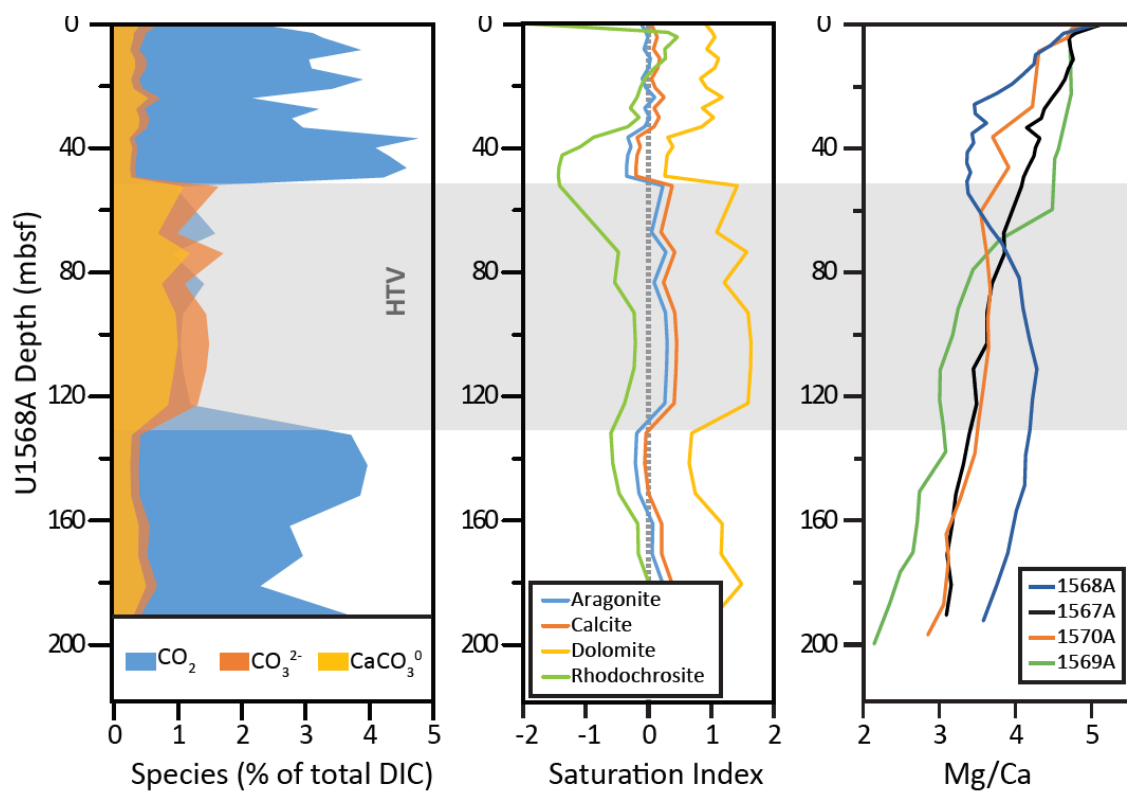 0
40
80
120
160
200
U1568A Depth (mbsf)
HTV
CO2
CO3 2-
CaCO3 0
0 1 2 3 4 5
Species (% of total DIC)
0
40
80
120
160
200
Aragonite
Calcite
Dolomite
Rhodochrosite
-2 -1 0 1 2
Saturation Index
0
40
80
120
160
200
1568A
1567A
1570A
1569A
2 3 4 5
Mg/Ca